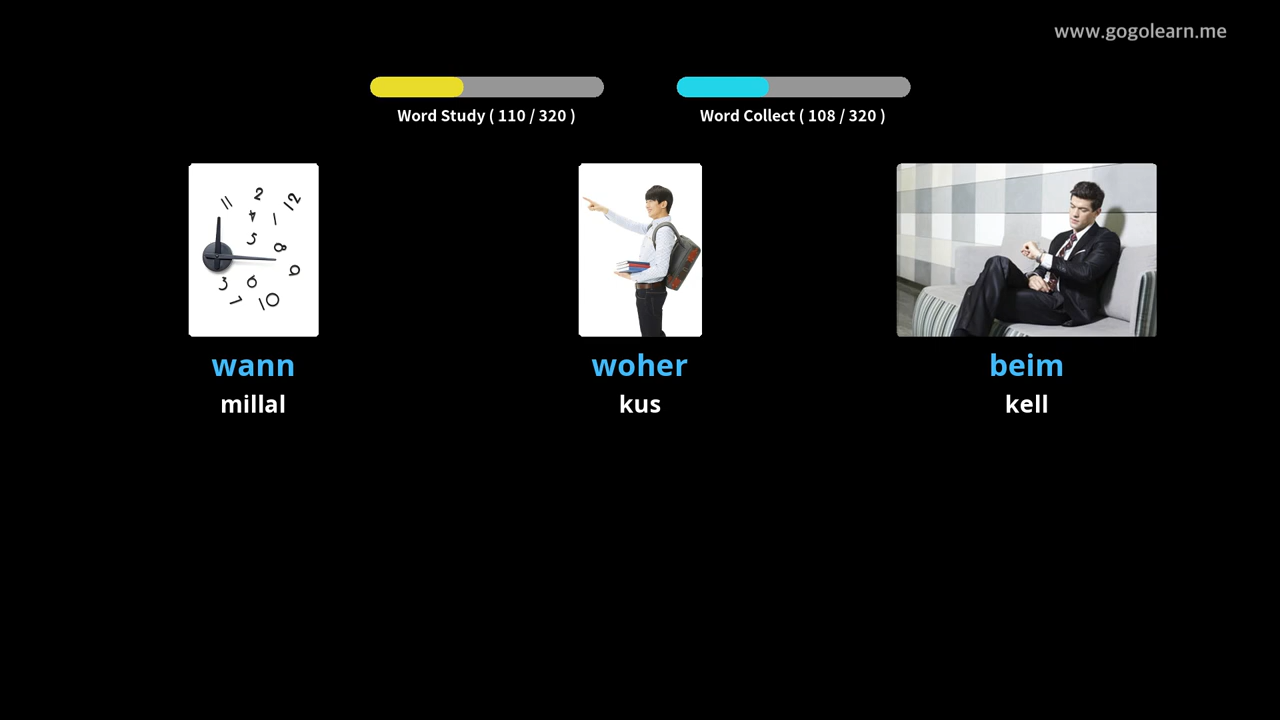 www.gogolearn.me
Word Study ( 110 / 320 )
Word Collect ( 108 / 320 )
wann
millal
woher
kus
beim
kell